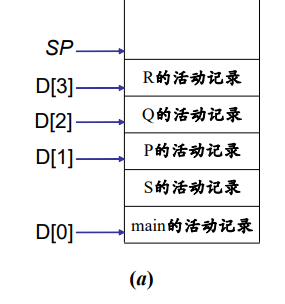 SP
D[3] R的活动记录
D[2] Q的活动记录
D[1] P的活动记录
S的活动记录
D[0] main的活动记录
(a)